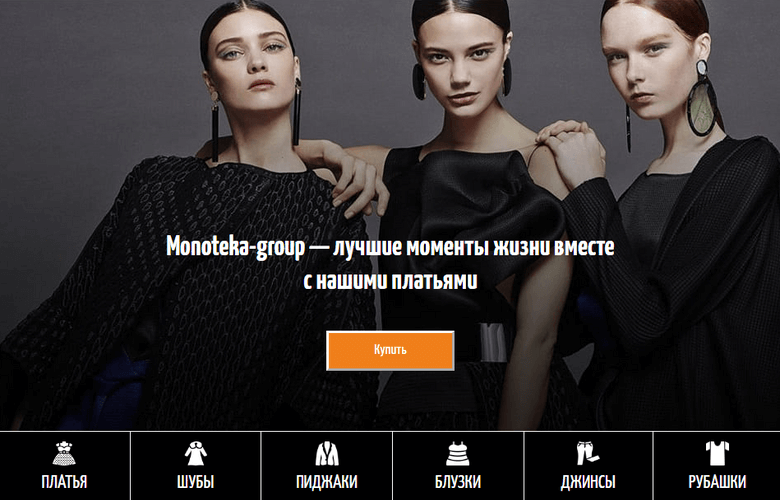 Monoteka-group — лучшие моменты жизни вместе
с нашими платьями
Купить
ПЛАТЬЯ
ШУБЫ
ПИДЖАКИ
БЛУЗКИ
ДЖИНСЫ
РУБАШКИ